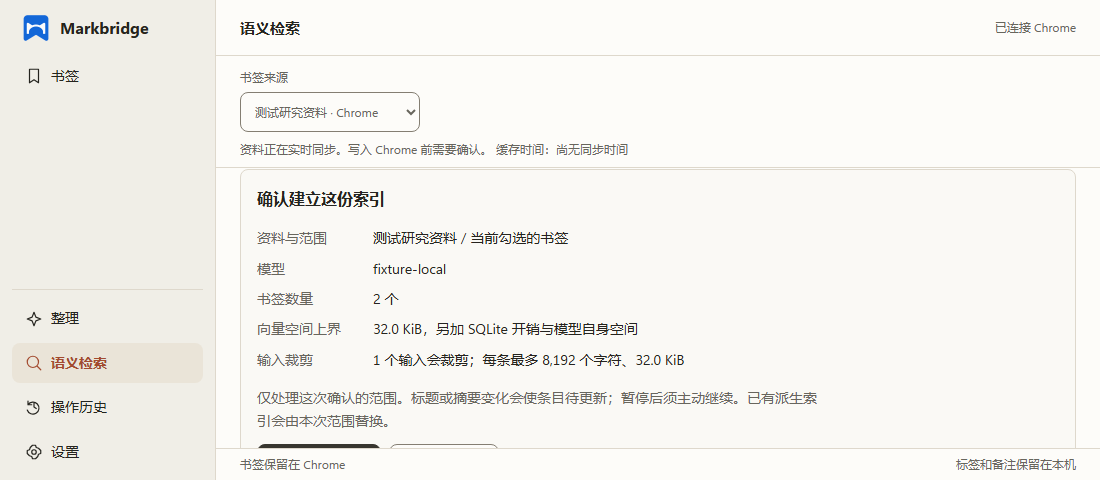 Markbridge
书签
整理
语义检索
操作历史
设置
语义检索
已连接 Chrome
书签来源
测试研究资料 · Chrome
资料正在实时同步。写入 Chrome 前需要确认。 缓存时间：尚无同步时间
确认建立这份索引
资料与范围 测试研究资料 / 当前勾选的书签
模型 fixture-local
书签数量 2 个
向量空间上界 32.0 KiB，另加 SQLite 开销与模型自身空间
输入裁剪 1 个输入会裁剪；每条最多 8,192 个字符、32.0 KiB
仅处理这次确认的范围。标题或摘要变化会使条目待更新；暂停后须主动继续。已有派生索
引会由本次范围替换。
书签保留在 Chrome
标签和备注保留在本机